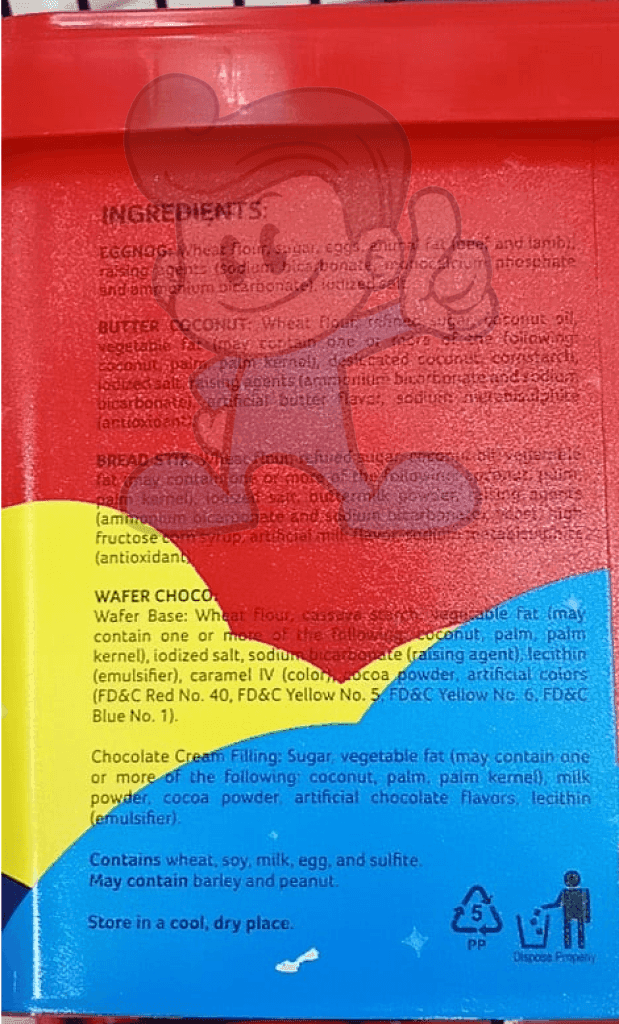 INGREDIENTS:
EGGNOG: Wheat flour, sugar, eggs, animal fat (beef and lamb),
raising agents (sodium bicarbonate, monocalcium phosphate
and ammonium bicarbonate), iodized salt.
BUTTER COCONUT: Wheat flour, refined sugar, coconut oil,
vegetable fat (may contain one or more of the following:
coconut, palm, palm kernel), desiccated coconut, cornstarch,
iodized salt, raising agents (ammonium bicarbonate and sodium
bicarbonate), artificial butter flavor, sodium metabisulphite
(antioxidant).
BREAD STIX: Wheat flour, refined sugar, coconut oil, vegetable
fat (may contain one or more of the following: coconut, palm,
palm kernel), iodized salt, buttermilk powder, raising agents
(ammonium bicarbonate and sodium bicarbonate), high
fructose corn syrup, artificial milk flavor, sodium metabisulphite
(antioxidant).
WAFER CHOCO:
Wafer Base: Wheat flour, cassava starch, vegetable fat (may
contain one or more of the following: coconut, palm, palm
kernel), iodized salt, sodium bicarbonate (raising agent), lecithin
(emulsifier), caramel IV (color), cocoa powder, artificial colors
(FD&C Red No. 40, FD&C Yellow No. 5, FD&C Yellow No. 6, FD&C
Blue No. 1).
Chocolate Cream Filling: Sugar, vegetable fat (may contain one
or more of the following: coconut, palm, palm kernel), milk
powder, cocoa powder, artificial chocolate flavors, lecithin
(emulsifier).
Contains wheat, soy, milk, egg, and sulfite.
May contain barley and peanut.
Store in a cool, dry place.
5
PP
Dispose Properly